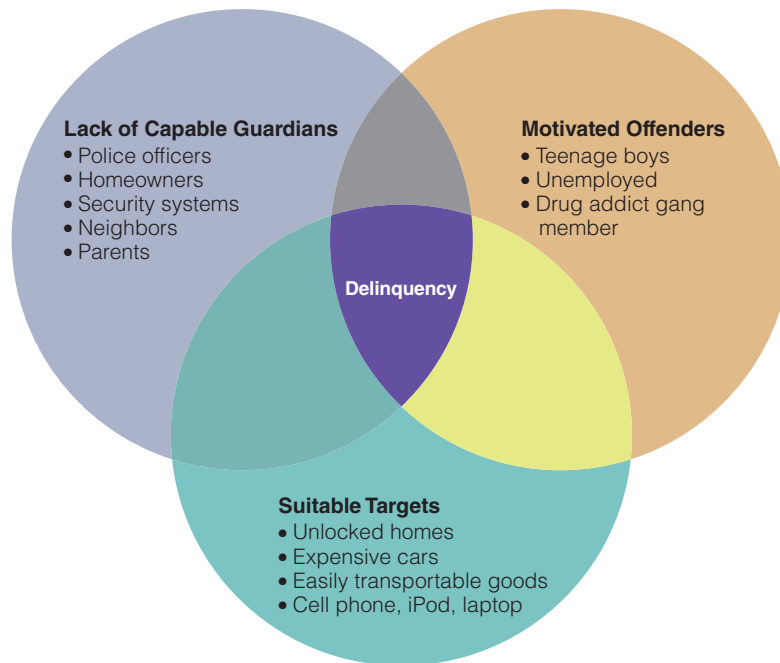 Lack of Capable Guardians
• Police officers
• Homeowners
• Security systems
• Neighbors
• Parents
Motivated Offenders
• Teenage boys
• Unemployed
• Drug addict gang
member
Delinquency
Suitable Targets
• Unlocked homes
• Expensive cars
• Easily transportable goods
• Cell phone, iPod, laptop